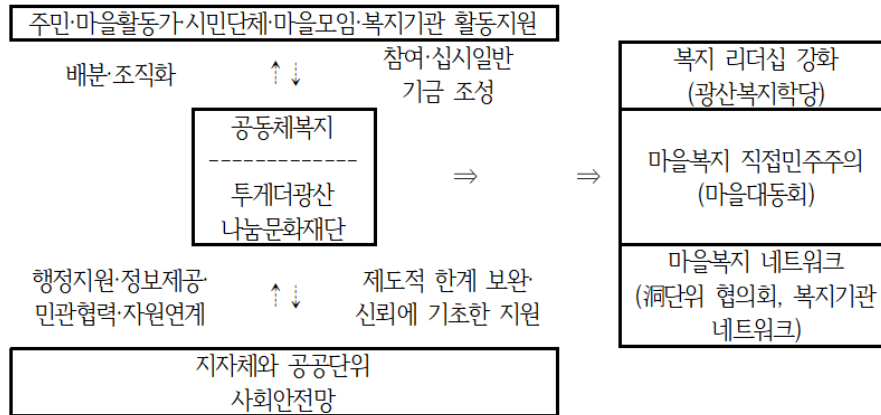 주민·마을활동가·시민단체·마을모임·복지기관 활동지원
배분·조직화
↑⇣
참여·십시일반
기금 조성
공동체복지
-------------
투게더광산
나눔문화재단
⇒
⇒
행정지원·정보제공·
민관협력·자원연계
↑⇣
제도적 한계 보완·
신뢰에 기초한 지원
지자체와 공공단위
사회안전망
복지 리더십 강화
(광산복지학당)
마을복지 직접민주주의
(마을대동회)
마을복지 네트워크
(洞단위 협의회, 복지기관
네트워크)